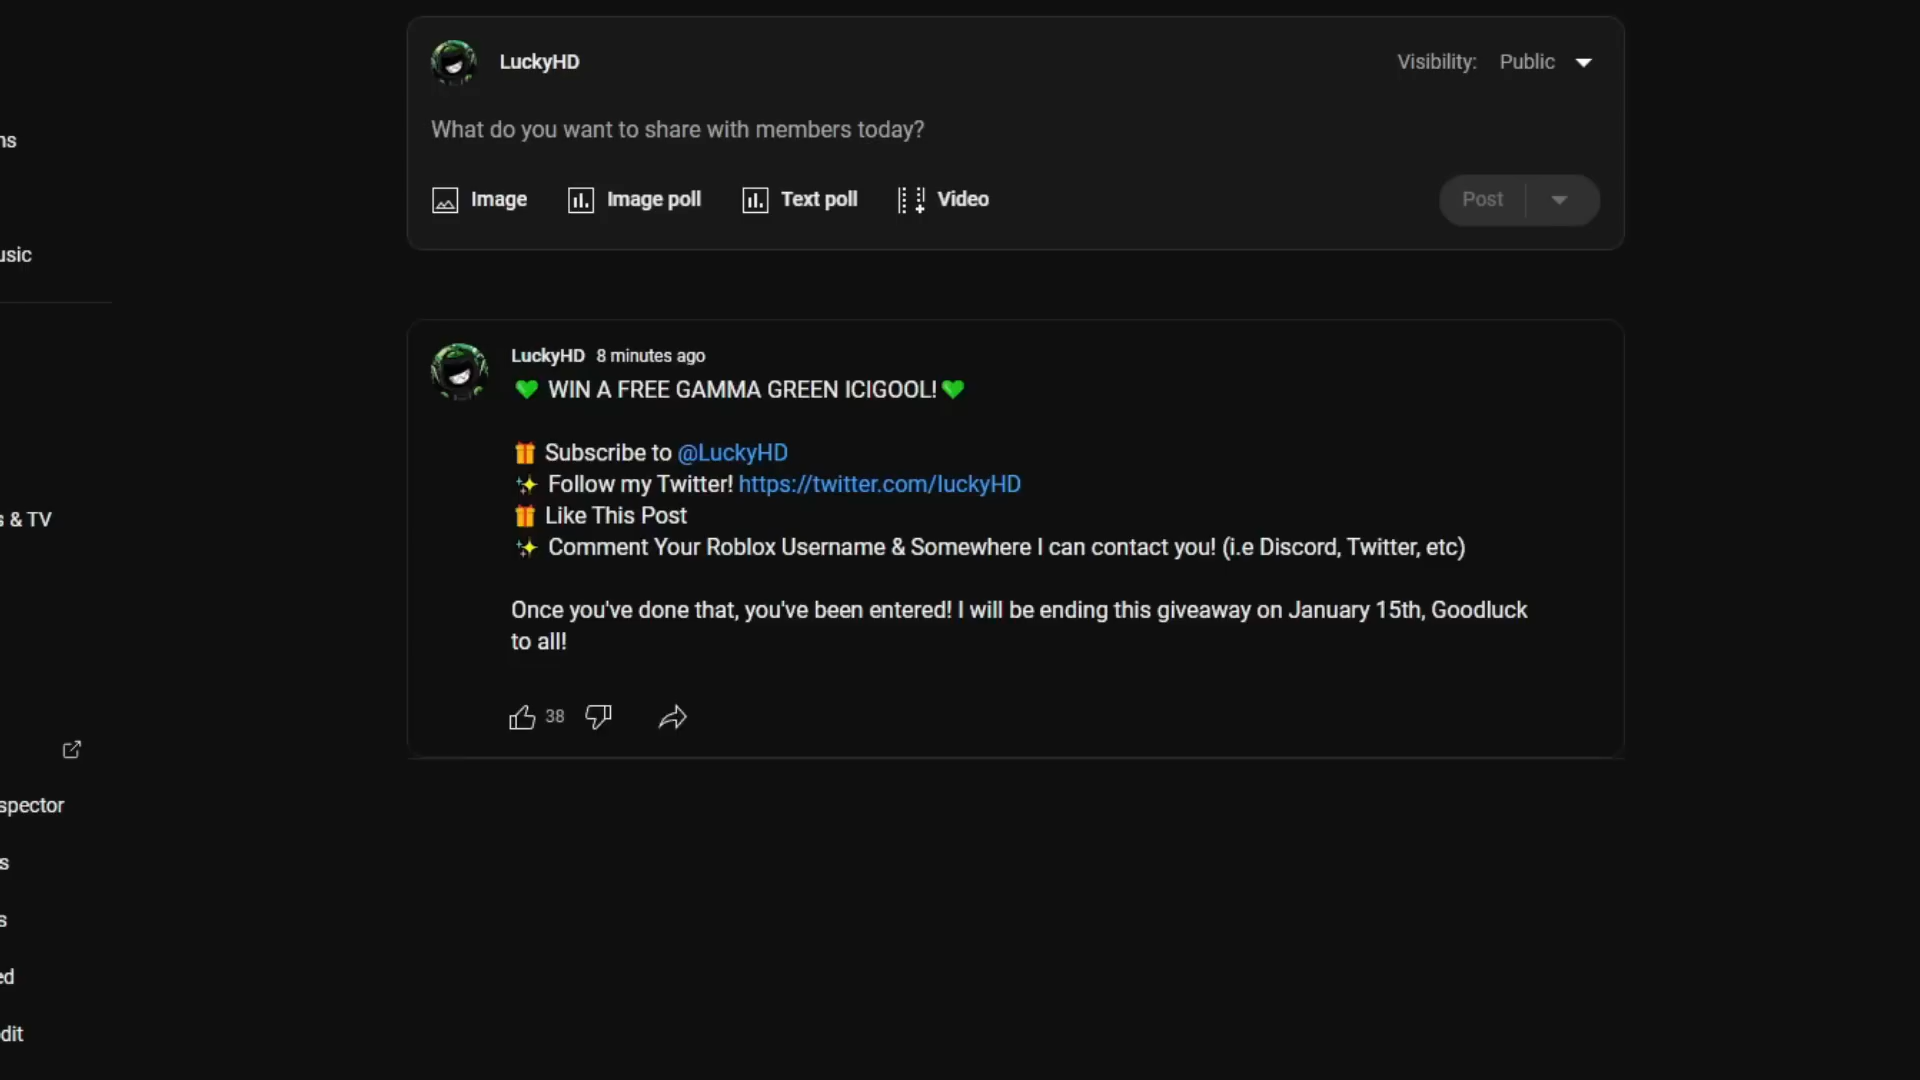 LuckyHD
Visibility: Public
What do you want to share with members today?
Image
Image poll
Text poll
Video
Post
ns
usic
s & TV
spector
s
s
ed
dit
LuckyHD 8 minutes ago
💚 WIN A FREE GAMMA GREEN ICIGOOL!💚
🎁 Subscribe to @LuckyHD
✨ Follow my Twitter! https://twitter.com/luckyHD
🎁 Like This Post
✨ Comment Your Roblox Username & Somewhere I can contact you! (i.e Discord, Twitter, etc)
Once you've done that, you've been entered! I will be ending this giveaway on January 15th, Goodluck
to all!
38